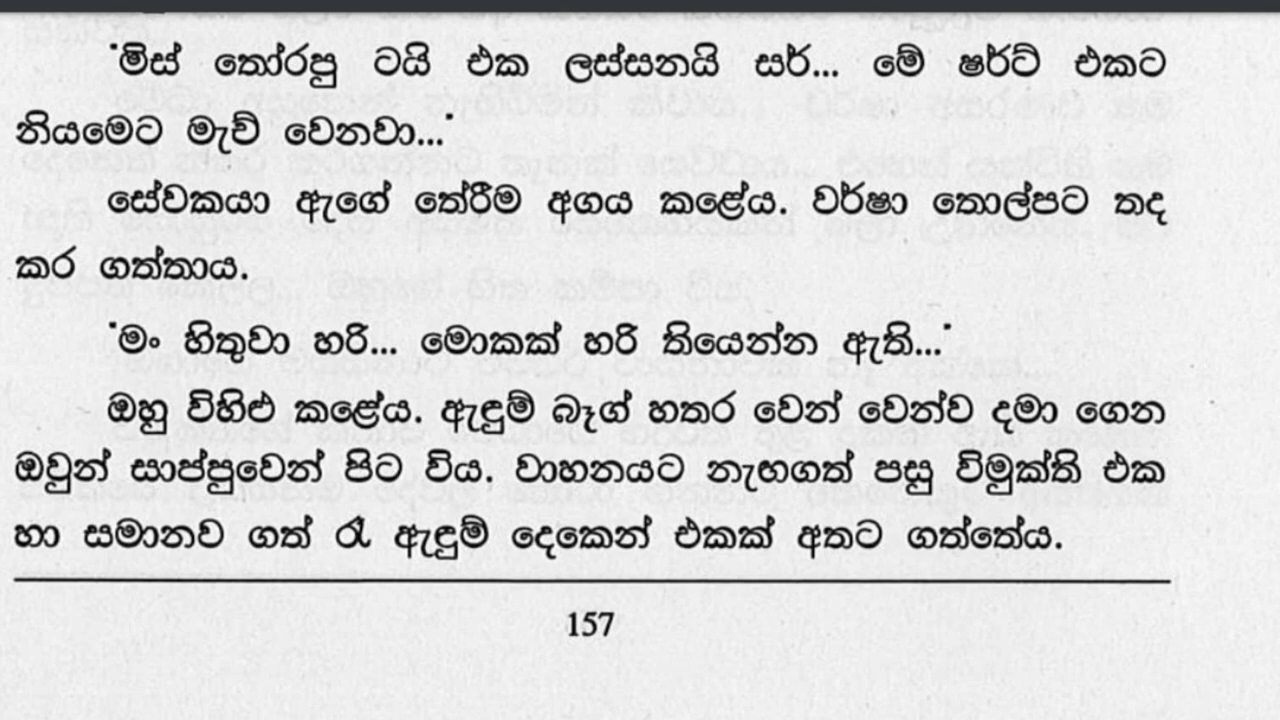 'මිස් තෝරපු ටයි එක ලස්සනයි සර්... මේ ෂර්ට් එකට
නියමෙට මැච් වෙනවා...'
සේවකයා ඇගේ තේරීම අගය කළේය. වර්ෂා තොල්පට තද
කර ගත්තාය.
'මං හිතුවා හරි... මොකක් හරි තියෙන්න ඇති...'
ඔහු විහිළු කළේය. ඇඳුම් බෑග් හතර වෙන් වෙන්ව දමා ගෙන
ඔවුන් සාප්පුවෙන් පිට විය. වාහනයට නැඟගත් පසු විමුක්ති එක
හා සමානව ගත් රෑ ඇඳුම් දෙකෙන් එකක් අතට ගත්තේය.
157